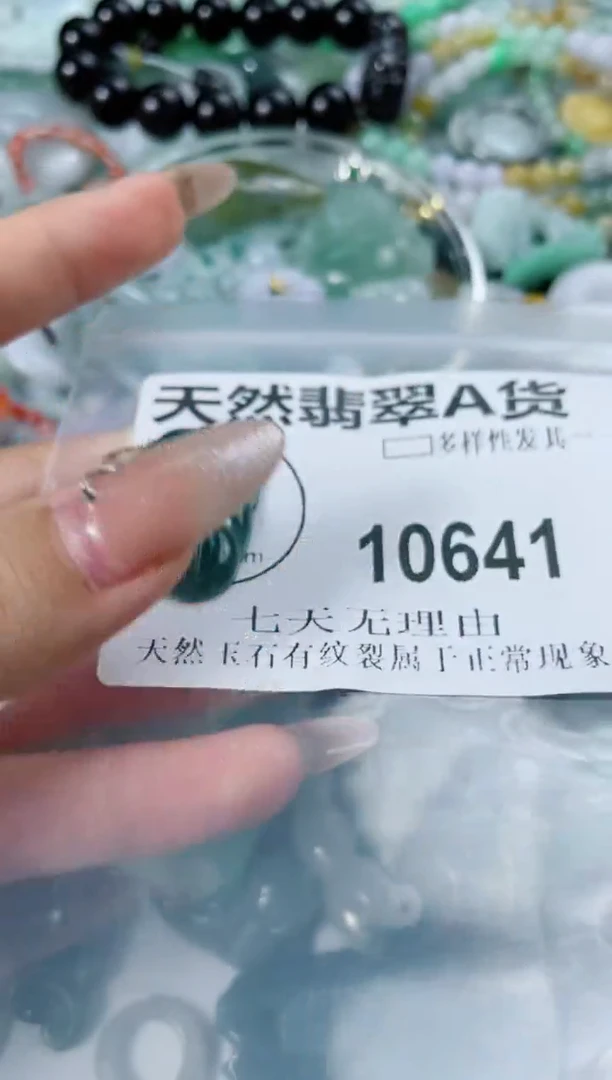 天然翡翠A货
多样性发其一
10641
m
七天无理由
天然玉石有纹裂属于正常现象